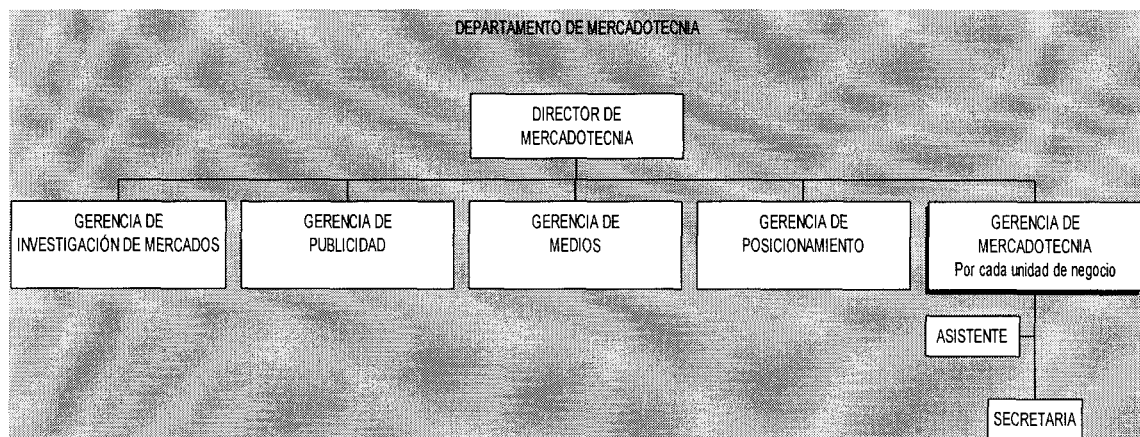 DEPARTAMENTO DE MERCADOTECNIA
DIRECTOR DE
MERCADOTECNIA
GERENCIA DE
INVESTIGACIÓN DE MERCADOS
GERENCIA DE
PUBLICIDAD
GERENCIA DE
MEDIOS
GERENCIA DE
POSICIONAMIENTO
GERENCIA DE
MERCADOTECNIA
Por cada unidad de negocio
ASISTENTE
SECRETARIA